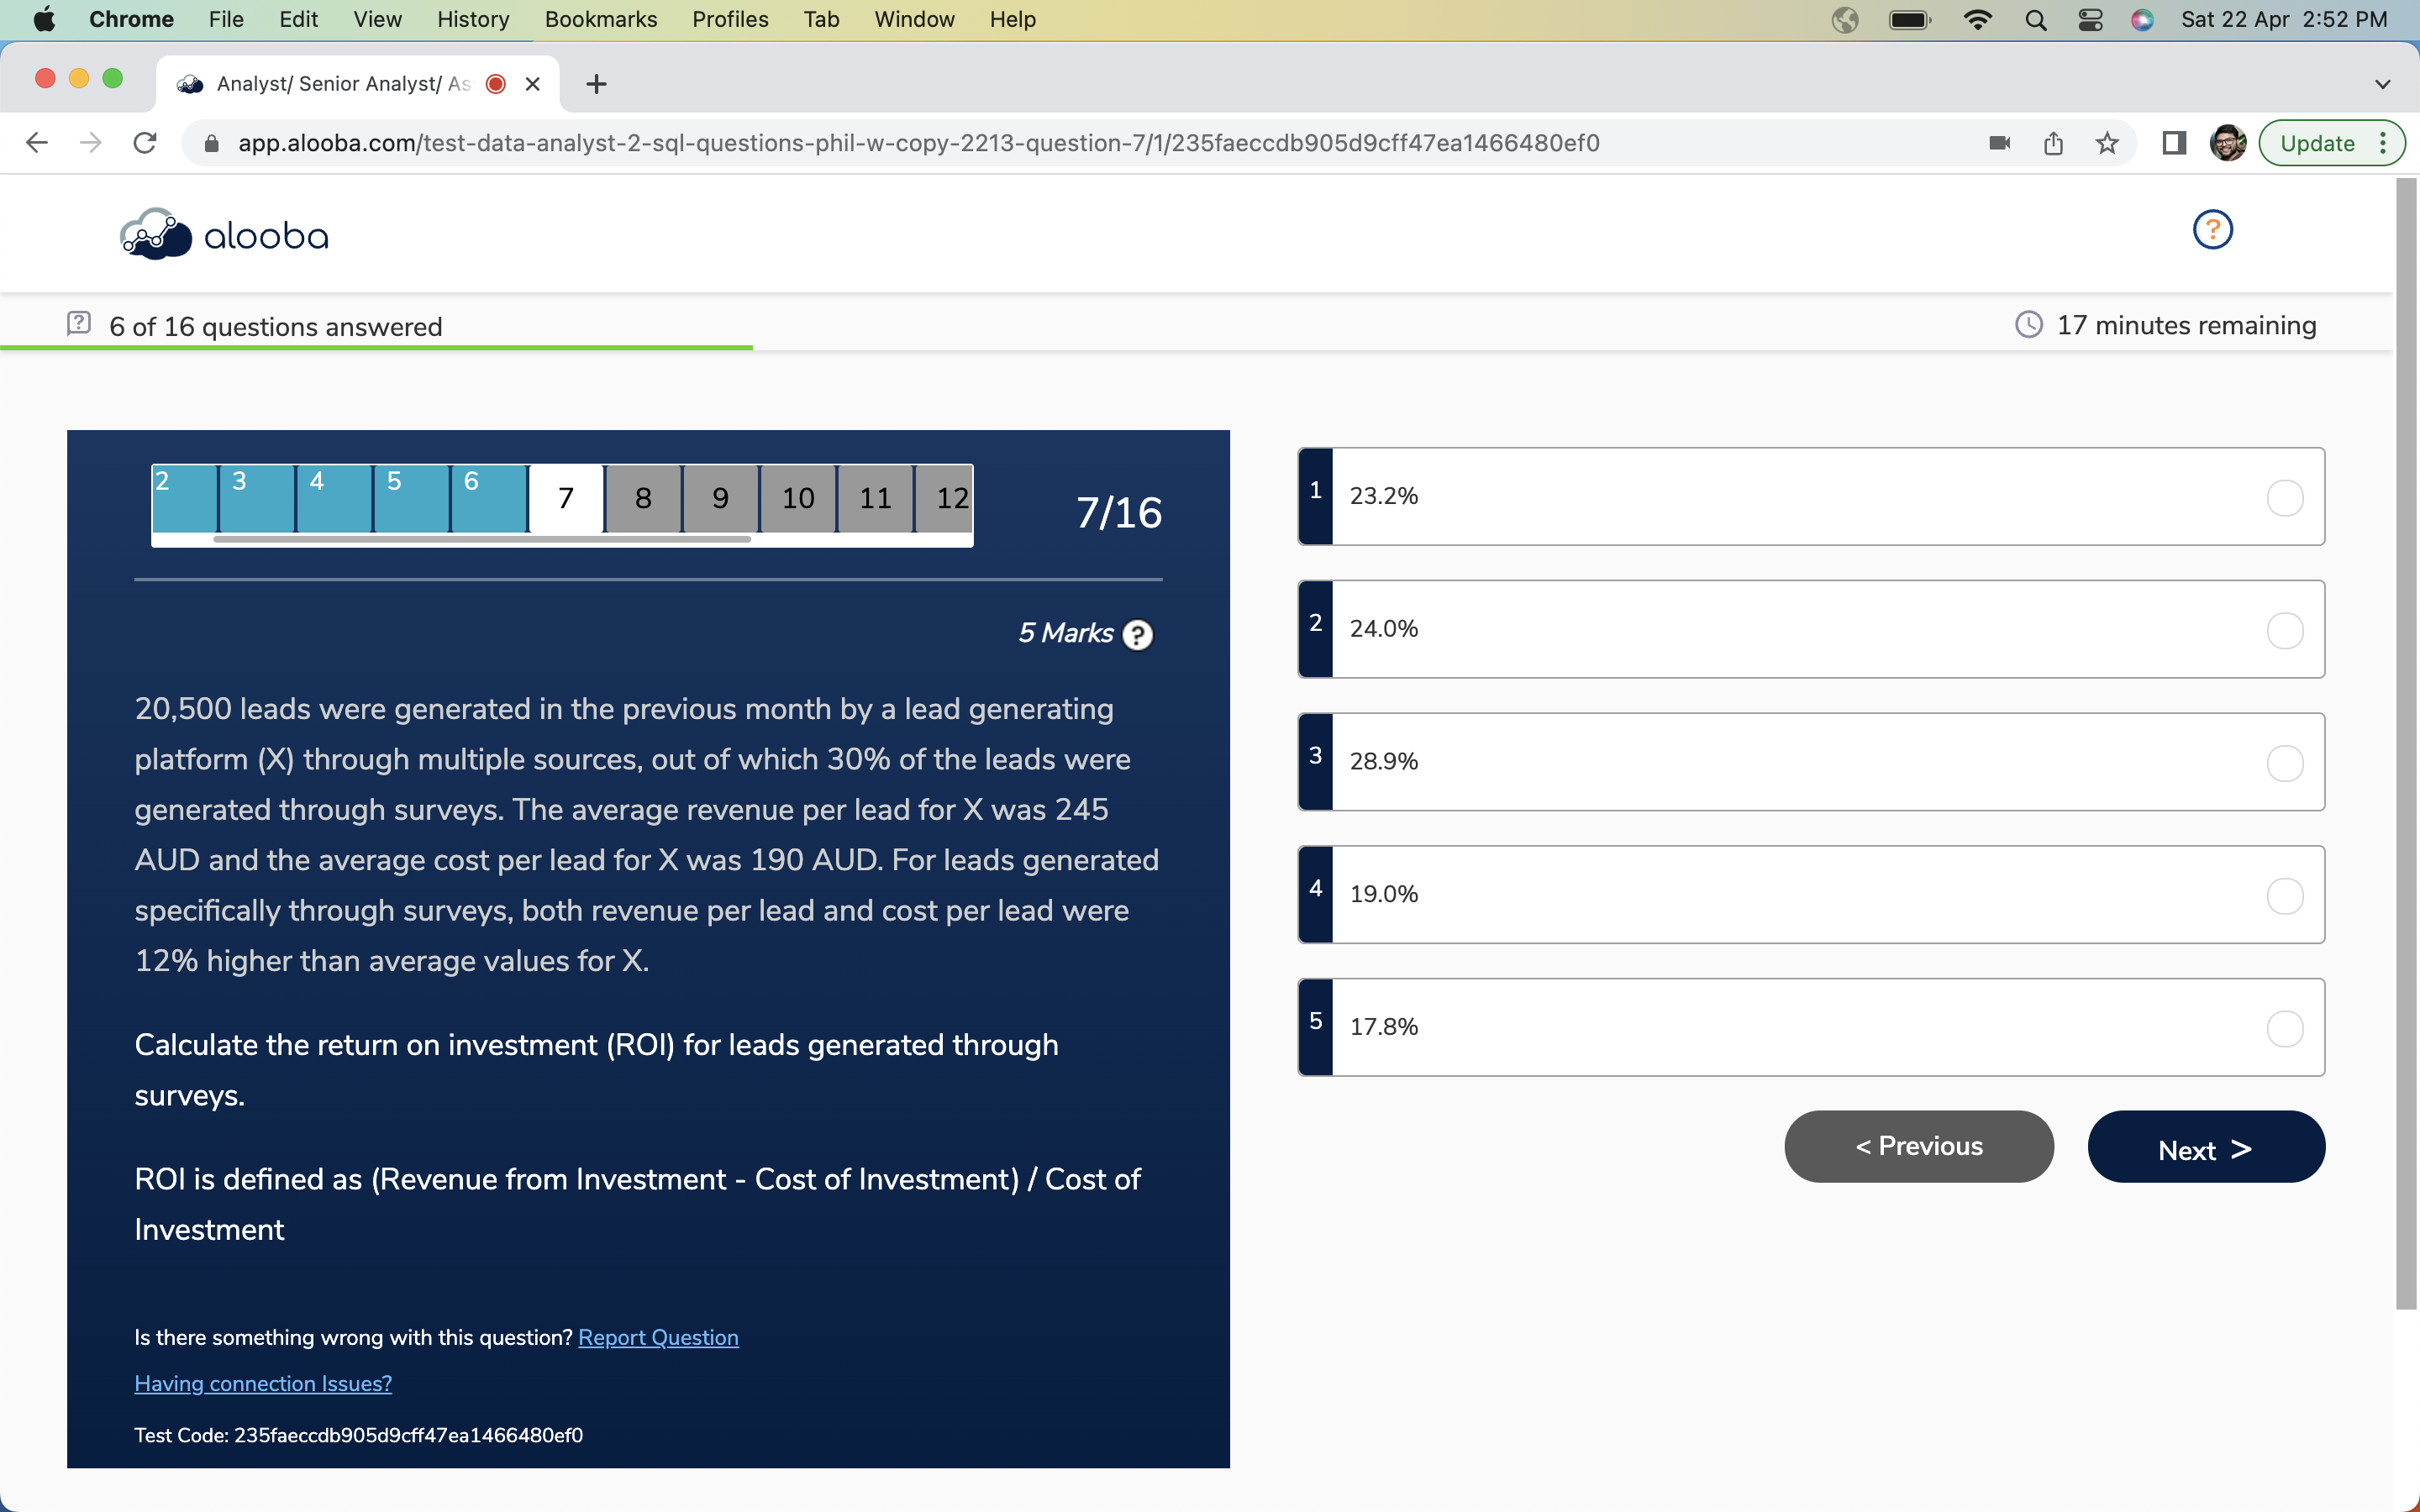 Chrome File Edit View History Bookmarks Profiles Tab Window Help Sat 22 Apr 2:52 PM
Analyst/ Senior Analyst/ As
app.alooba.com/test-data-analyst-2-sql-questions-phil-w-copy-2213-question-7/1/235faeccdb905d9cff47ea1466480ef0 Update
alooba ?
6 of 16 questions answered 17 minutes remaining
2 3 4 5 6 7 8 9 10 11 12 7/16
5 Marks ?
20,500 leads were generated in the previous month by a lead generating
platform (X) through multiple sources, out of which 30% of the leads were
generated through surveys. The average revenue per lead for X was 245
AUD and the average cost per lead for X was 190 AUD. For leads generated
specifically through surveys, both revenue per lead and cost per lead were
12% higher than average values for X.
Calculate the return on investment (ROI) for leads generated through
surveys.
ROI is defined as (Revenue from Investment - Cost of Investment) / Cost of
Investment
Is there something wrong with this question? Report Question
Having connection Issues?
Test Code: 235faeccdb905d9cff47ea1466480ef0
1 23.2%
2 24.0%
3 28.9%
4 19.0%
5 17.8%
< Previous Next >